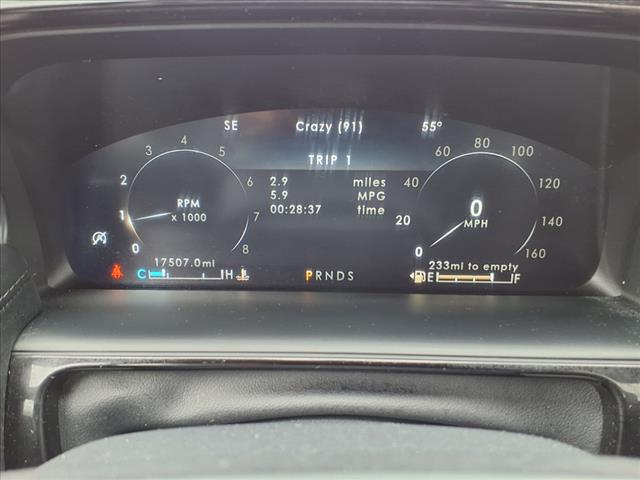 SE Crazy (91) 55°
TRIP 1
2.9 miles
5.9 MPG
00:28:37 time
0 1 2 3 4 5 6 7 8
RPM
x 1000
0 20 40 60 80 100 120 140 160
0
MPH
17507.0mi
233mi to empty
C H
PRNDS
E F